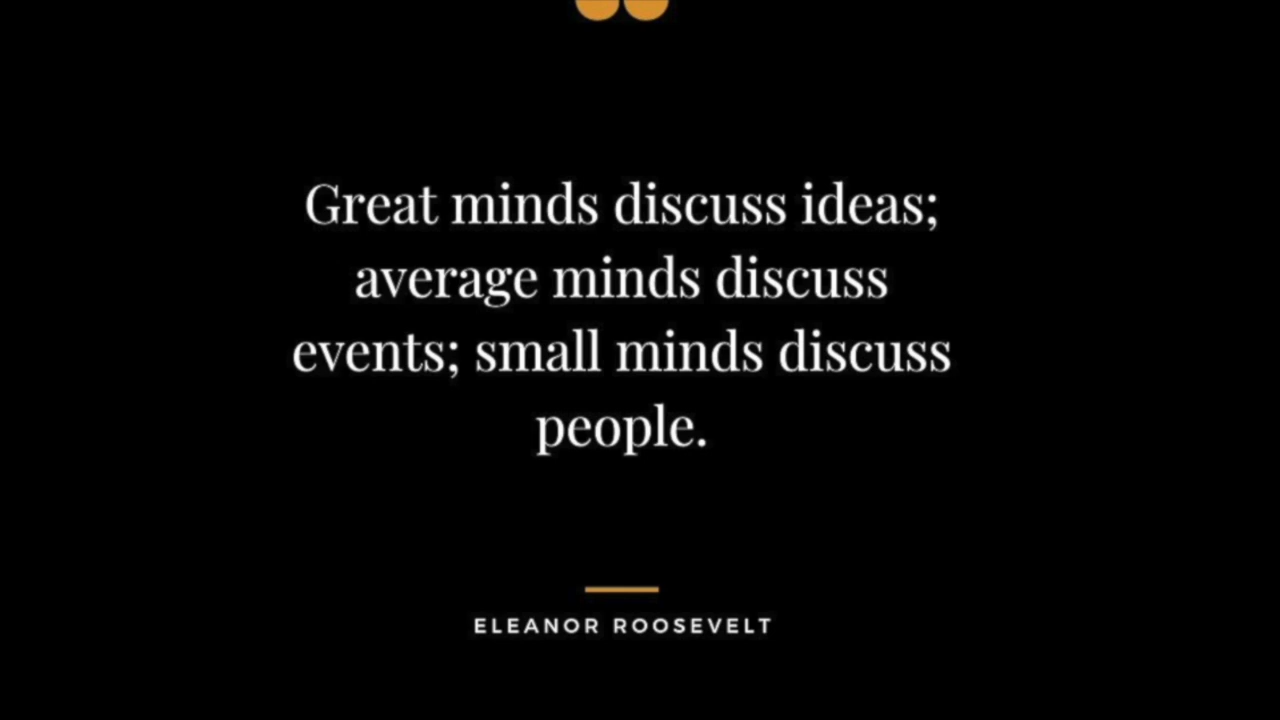 Great minds discuss ideas;
average minds discuss
events; small minds discuss
people.
ELEANOR ROOSEVELT